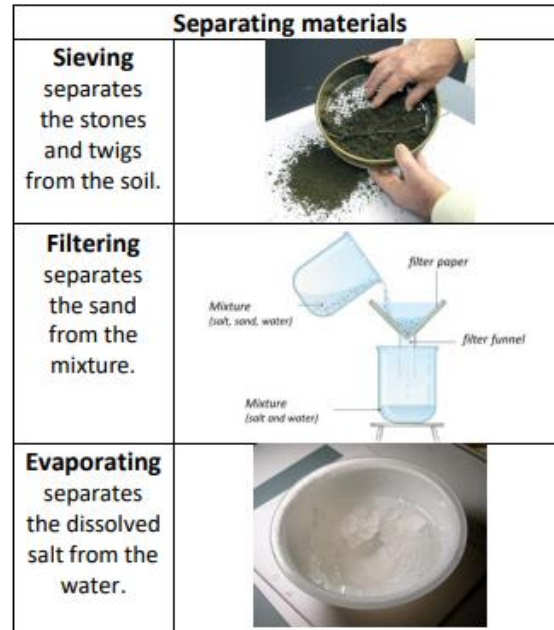 Separating materials
Sieving
separates
the stones
and twigs
from the soil.
Filtering
separates
the sand
from the
mixture.
filter paper
Mixture
(salt, sand, water)
filter funnel
Mixture
(salt and water)
Evaporating
separates
the dissolved
salt from the
water.